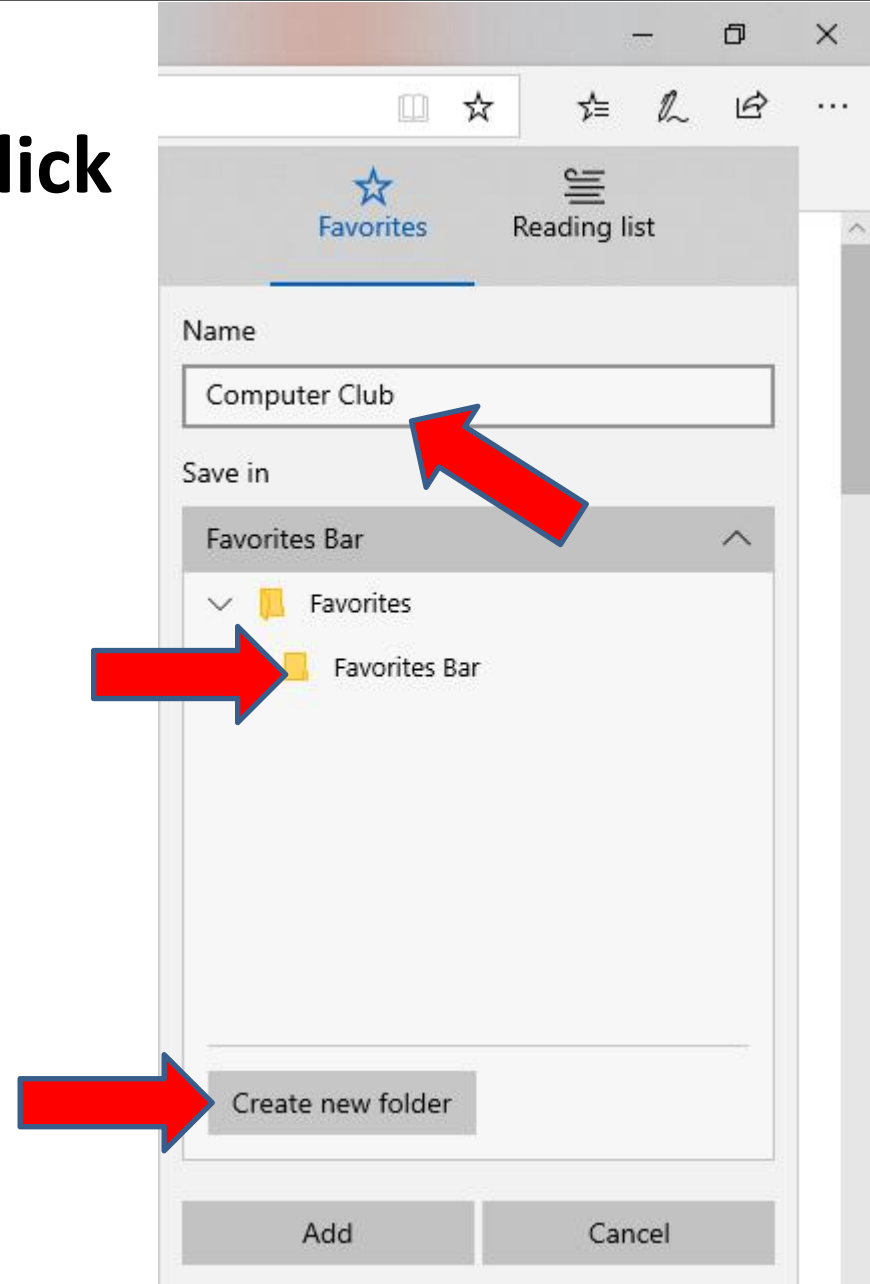 lick
Favorites
Reading list
Name
Computer Club
Save in
Favorites Bar
Favorites
Favorites Bar
Create new folder
Add
Cancel